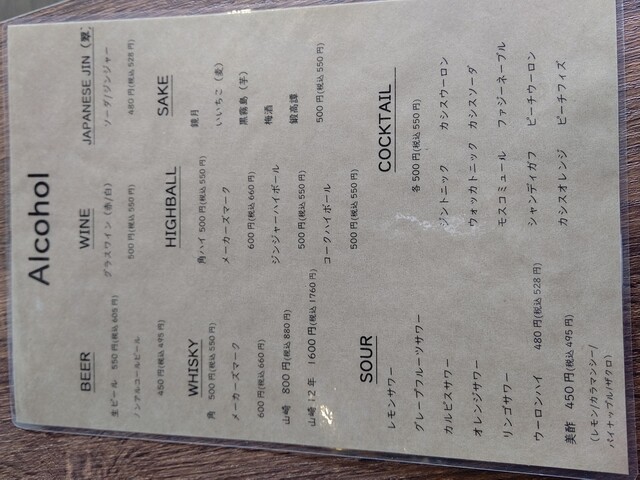 Alcohol
BEER
生ビール 550円(税込 605円)
ノンアルコールビール
450円(税込 495円)
WHISKY
角 500円(税込 550円)
メーカーズマーク
600円(税込 660円)
山崎 800円(税込 880円)
山崎 12年 1600円(税込 1760円)
SOUR
レモンサワー
グレープフルーツサワー
カルピスサワー
オレンジサワー
リンゴサワー
ウーロンハイ 480円(税込 528円)
美酢 450円(税込 495円)
(レモン/カラマンシー/
パイナップル/ザクロ)
WINE
グラスワイン(赤/白)
500円(税込 550円)
HIGHBALL
角ハイ 500円(税込 550円)
メーカーズマーク
600円(税込 660円)
ジンジャーハイボール
500円(税込 550円)
コークハイボール
500円(税込 550円)
JAPANESE JIN (翠)
ソーダ/ジンジャー
480円(税込 528円)
SAKE
鏡月
いいちこ(麦)
黒霧島(芋)
梅酒
鍛高譚
500円(税込 550円)
COCKTAIL
各500円(税込 550円)
ジントニック カシスウーロン
ウォッカトニック カシスソーダ
モスコミュール ファジーネーブル
シャンディガフ ピーチウーロン
カシスオレンジ ピーチフィズ